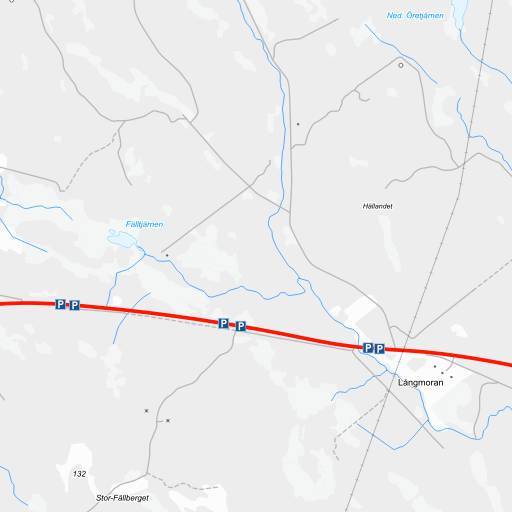 Ned. Öretjärnen
Hällandet
Fälltjärnen
P P
P P
P P
Långmoran
132
Stor-Fällberget